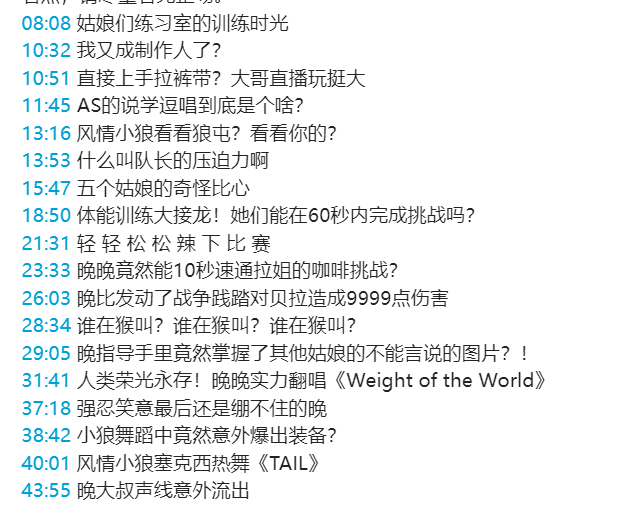 08:08 姑娘们练习室的训练时光
10:32 我又成制作人了?
10:51 直接上手拉裤带？大哥直播玩挺大
11:45 AS的说学逗唱到底是个啥?
13:16 风情小狼看看狼屯？看看你的?
13:53 什么叫队长的压迫力啊
15:47 五个姑娘的奇怪比心
18:50 体能训练大接龙！她们能在60秒内完成挑战吗?
21:31 轻 轻 松 松 辣 下 比 赛
23:33 晚晚竟然能10秒速通拉姐的咖啡挑战?
26:03 晚比发动了战争践踏对贝拉造成9999点伤害
28:34 谁在猴叫？谁在猴叫？谁在猴叫?
29:05 晚指导手里竟然掌握了其他姑娘的不能言说的图片？！
31:41 人类荣光永存！晚晚实力翻唱《Weight of the World》
37:18 强忍笑意最后还是绷不住的晚
38:42 小狼舞蹈中竟然意外爆出装备?
40:01 风情小狼塞克西热舞《TAIL》
43:55 晚大叔声线意外流出